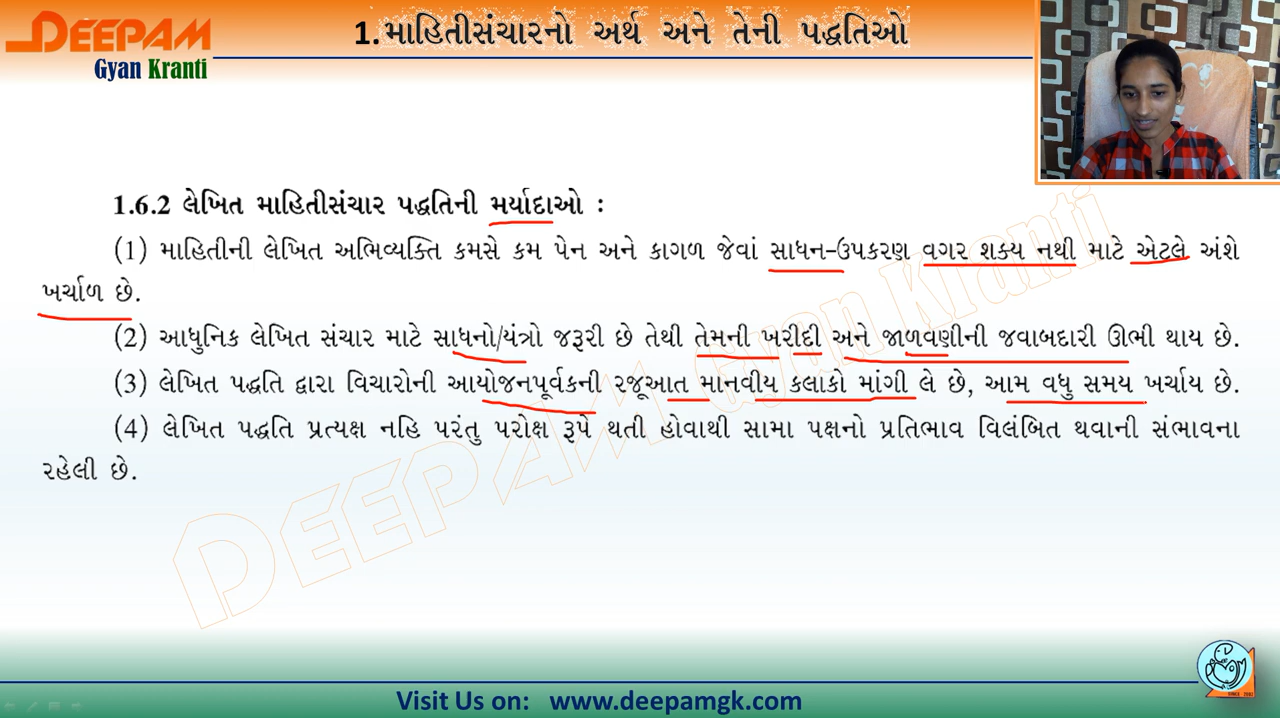 DEEPAM
Gyan Kranti
1. માહિતીસંચારનો અર્થ અને તેની પદ્ધતિઓ
1.6.2 લેખિત માહિતીસંચાર પદ્ધતિની મર્યાદાઓ :
(1) માહિતીની લેખિત અભિવ્યક્તિ કમસે કમ પેન અને કાગળ જેવાં સાધન-ઉપકરણ વગર શક્ય નથી માટે એટલે અંશે
ખર્ચાળ છે.
(2) આધુનિક લેખિત સંચાર માટે સાધનો/યંત્રો જરૂરી છે તેથી તેમની ખરીદી અને જાળવણીની જવાબદારી ઊભી થાય છે.
(3) લેખિત પદ્ધતિ દ્વારા વિચારોની આયોજનપૂર્વકની રજૂઆત માનવીય કલાકો માંગી લે છે, આમ વધુ સમય ખર્ચાય છે.
(4) લેખિત પદ્ધતિ પ્રત્યક્ષ નહિ પરંતુ પરોક્ષ રૂપે થતી હોવાથી સામા પક્ષનો પ્રતિભાવ વિલંબિત થવાની સંભાવના
રહેલી છે.
DEEPAM Gyan Kranti
Visit Us on: www.deepamgk.com